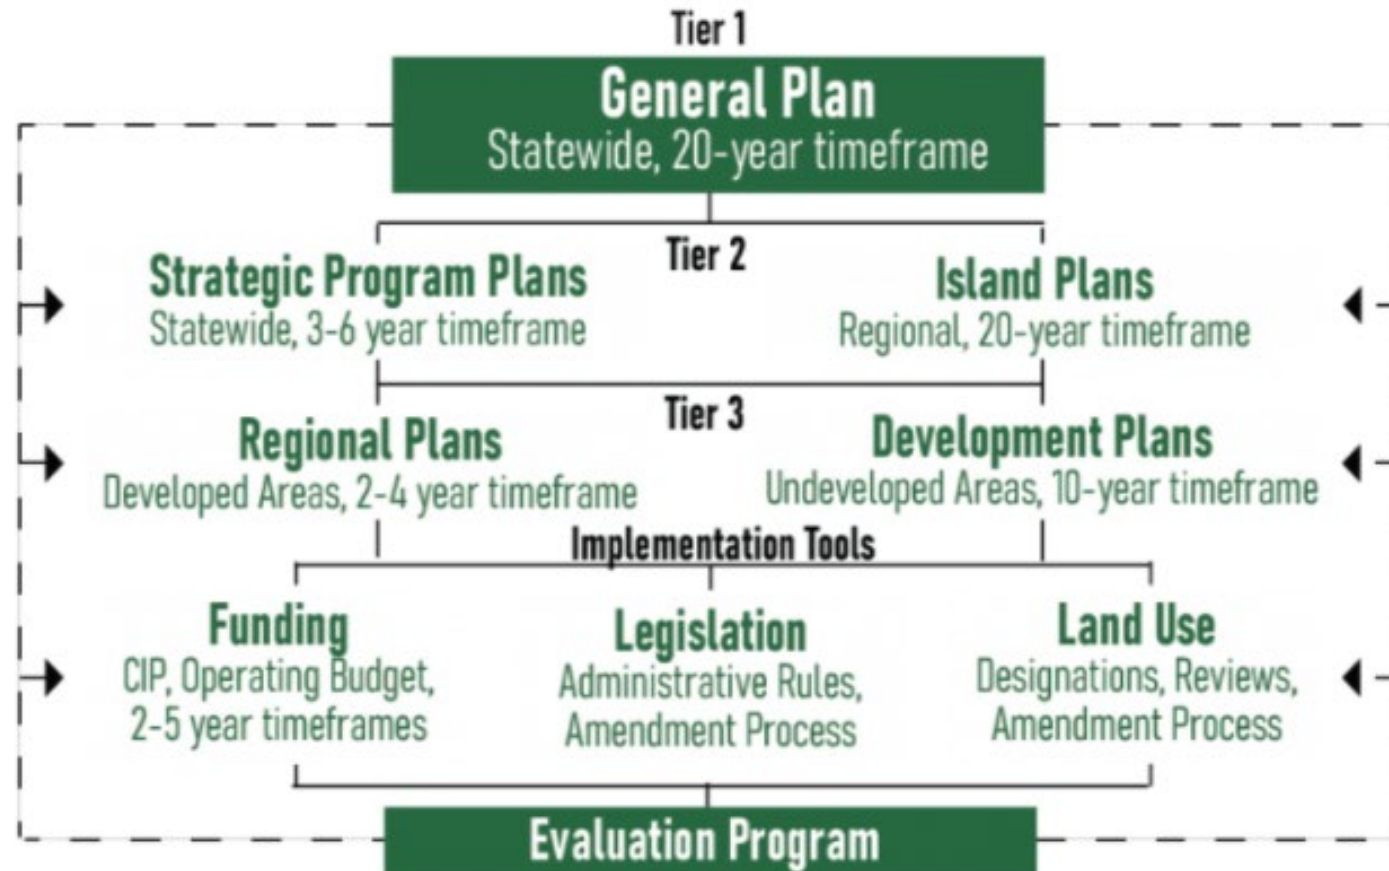 Tier 1
General Plan
Statewide, 20-year timeframe
Tier 2
Strategic Program Plans
Statewide, 3-6 year timeframe
Island Plans
Regional, 20-year timeframe
Tier 3
Regional Plans
Developed Areas, 2-4 year timeframe
Development Plans
Undeveloped Areas, 10-year timeframe
Implementation Tools
Funding
CIP, Operating Budget,
2-5 year timeframes
Legislation
Administrative Rules,
Amendment Process
Land Use
Designations, Reviews,
Amendment Process
Evaluation Program